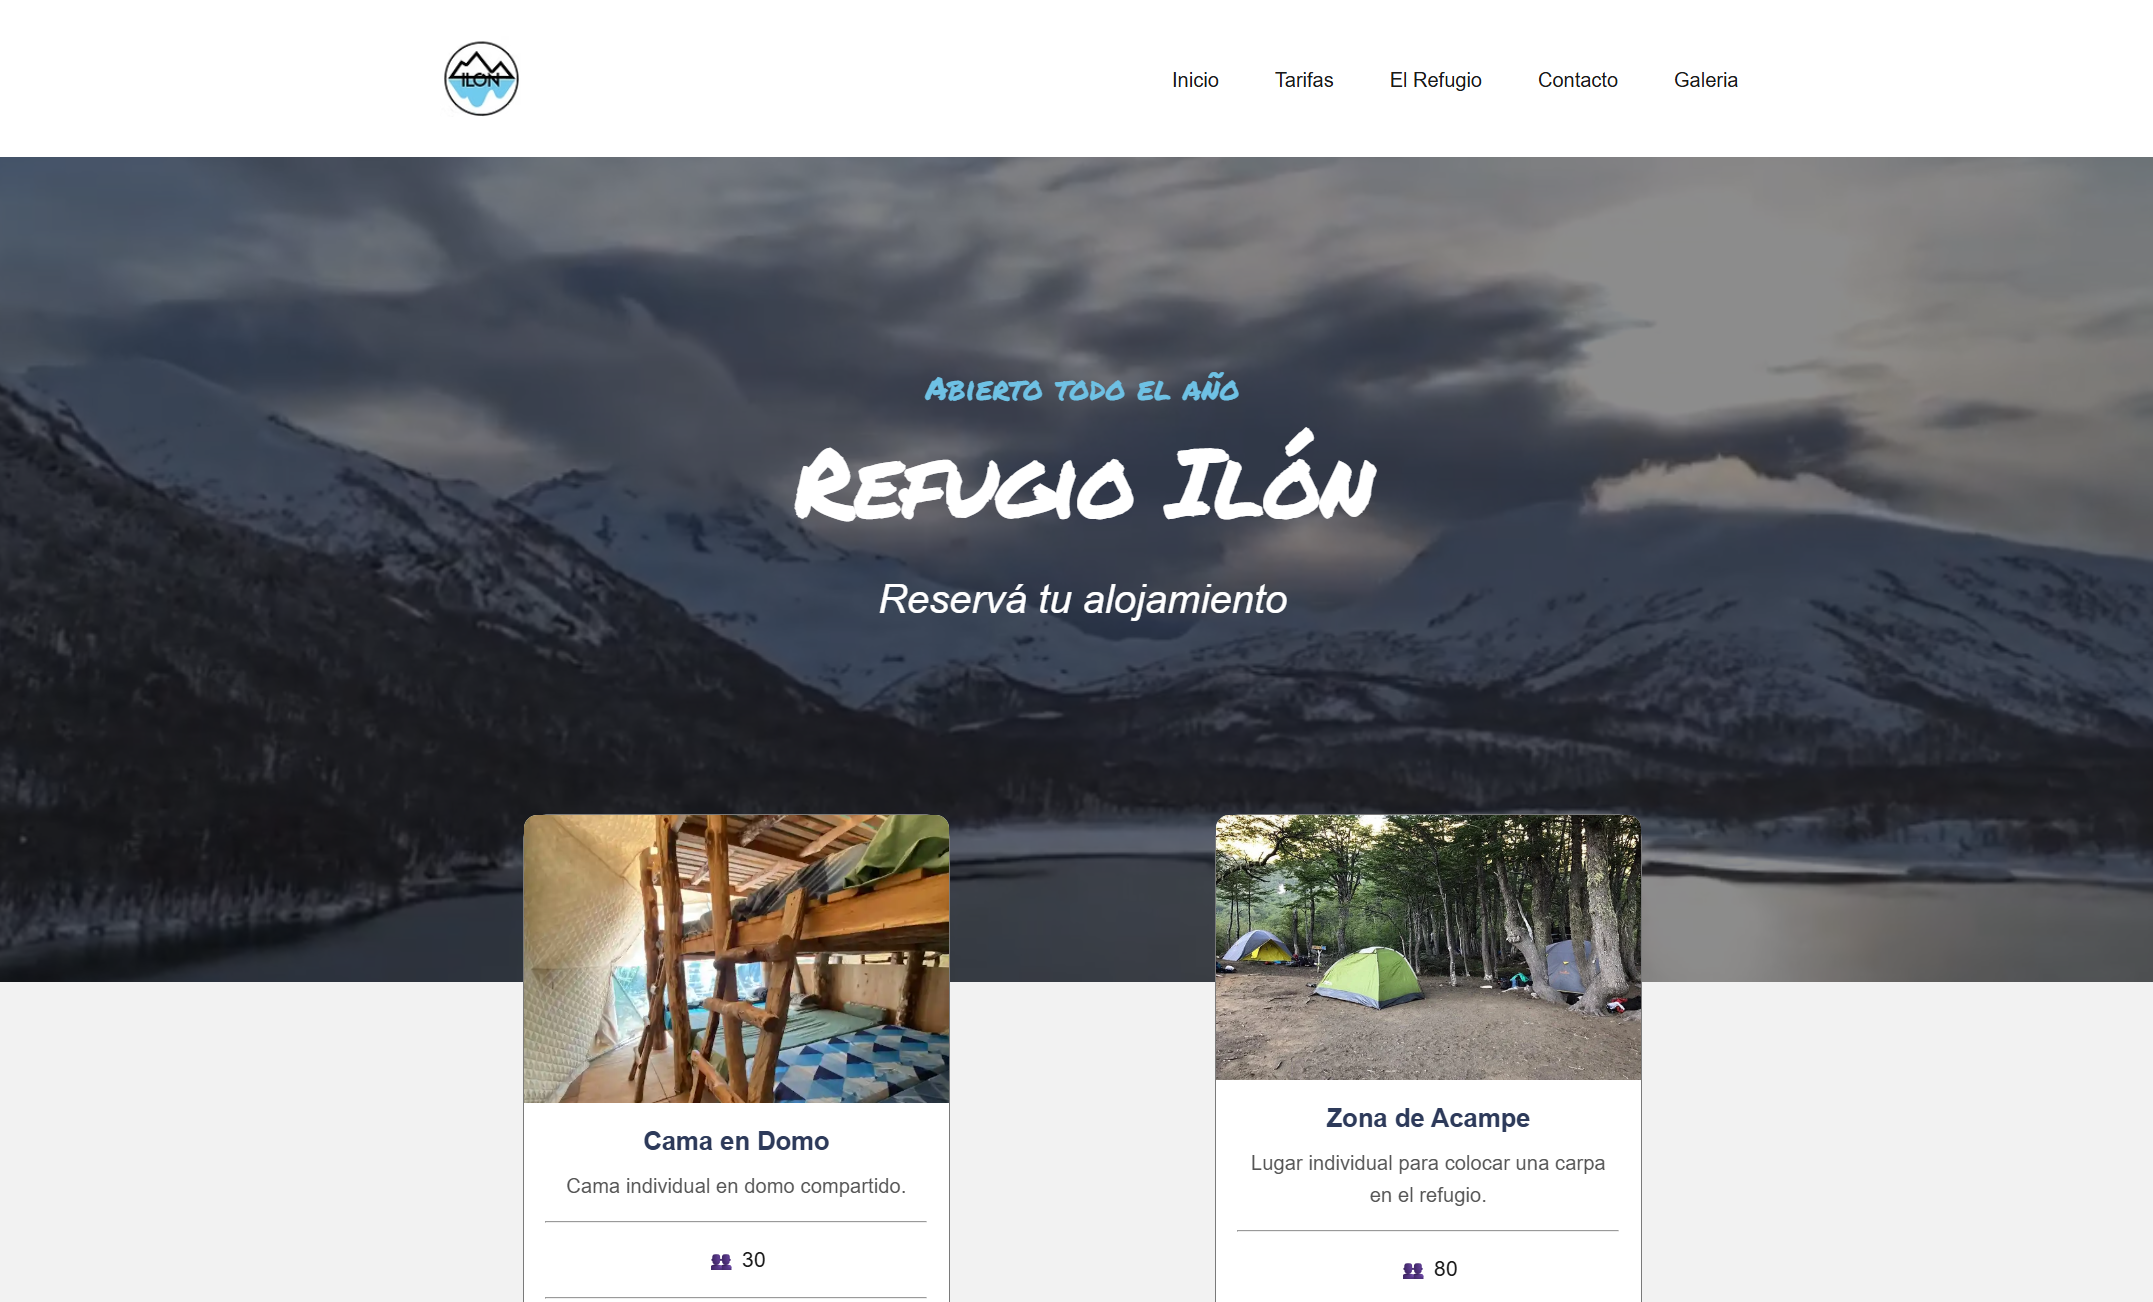 ILON
Inicio
Tarifas
El Refugio
Contacto
Galeria
Abierto todo el año
Refugio Ilón
Reservá tu alojamiento
Cama en Domo
Cama individual en domo compartido.
30
Zona de Acampe
Lugar individual para colocar una carpa
en el refugio.
80